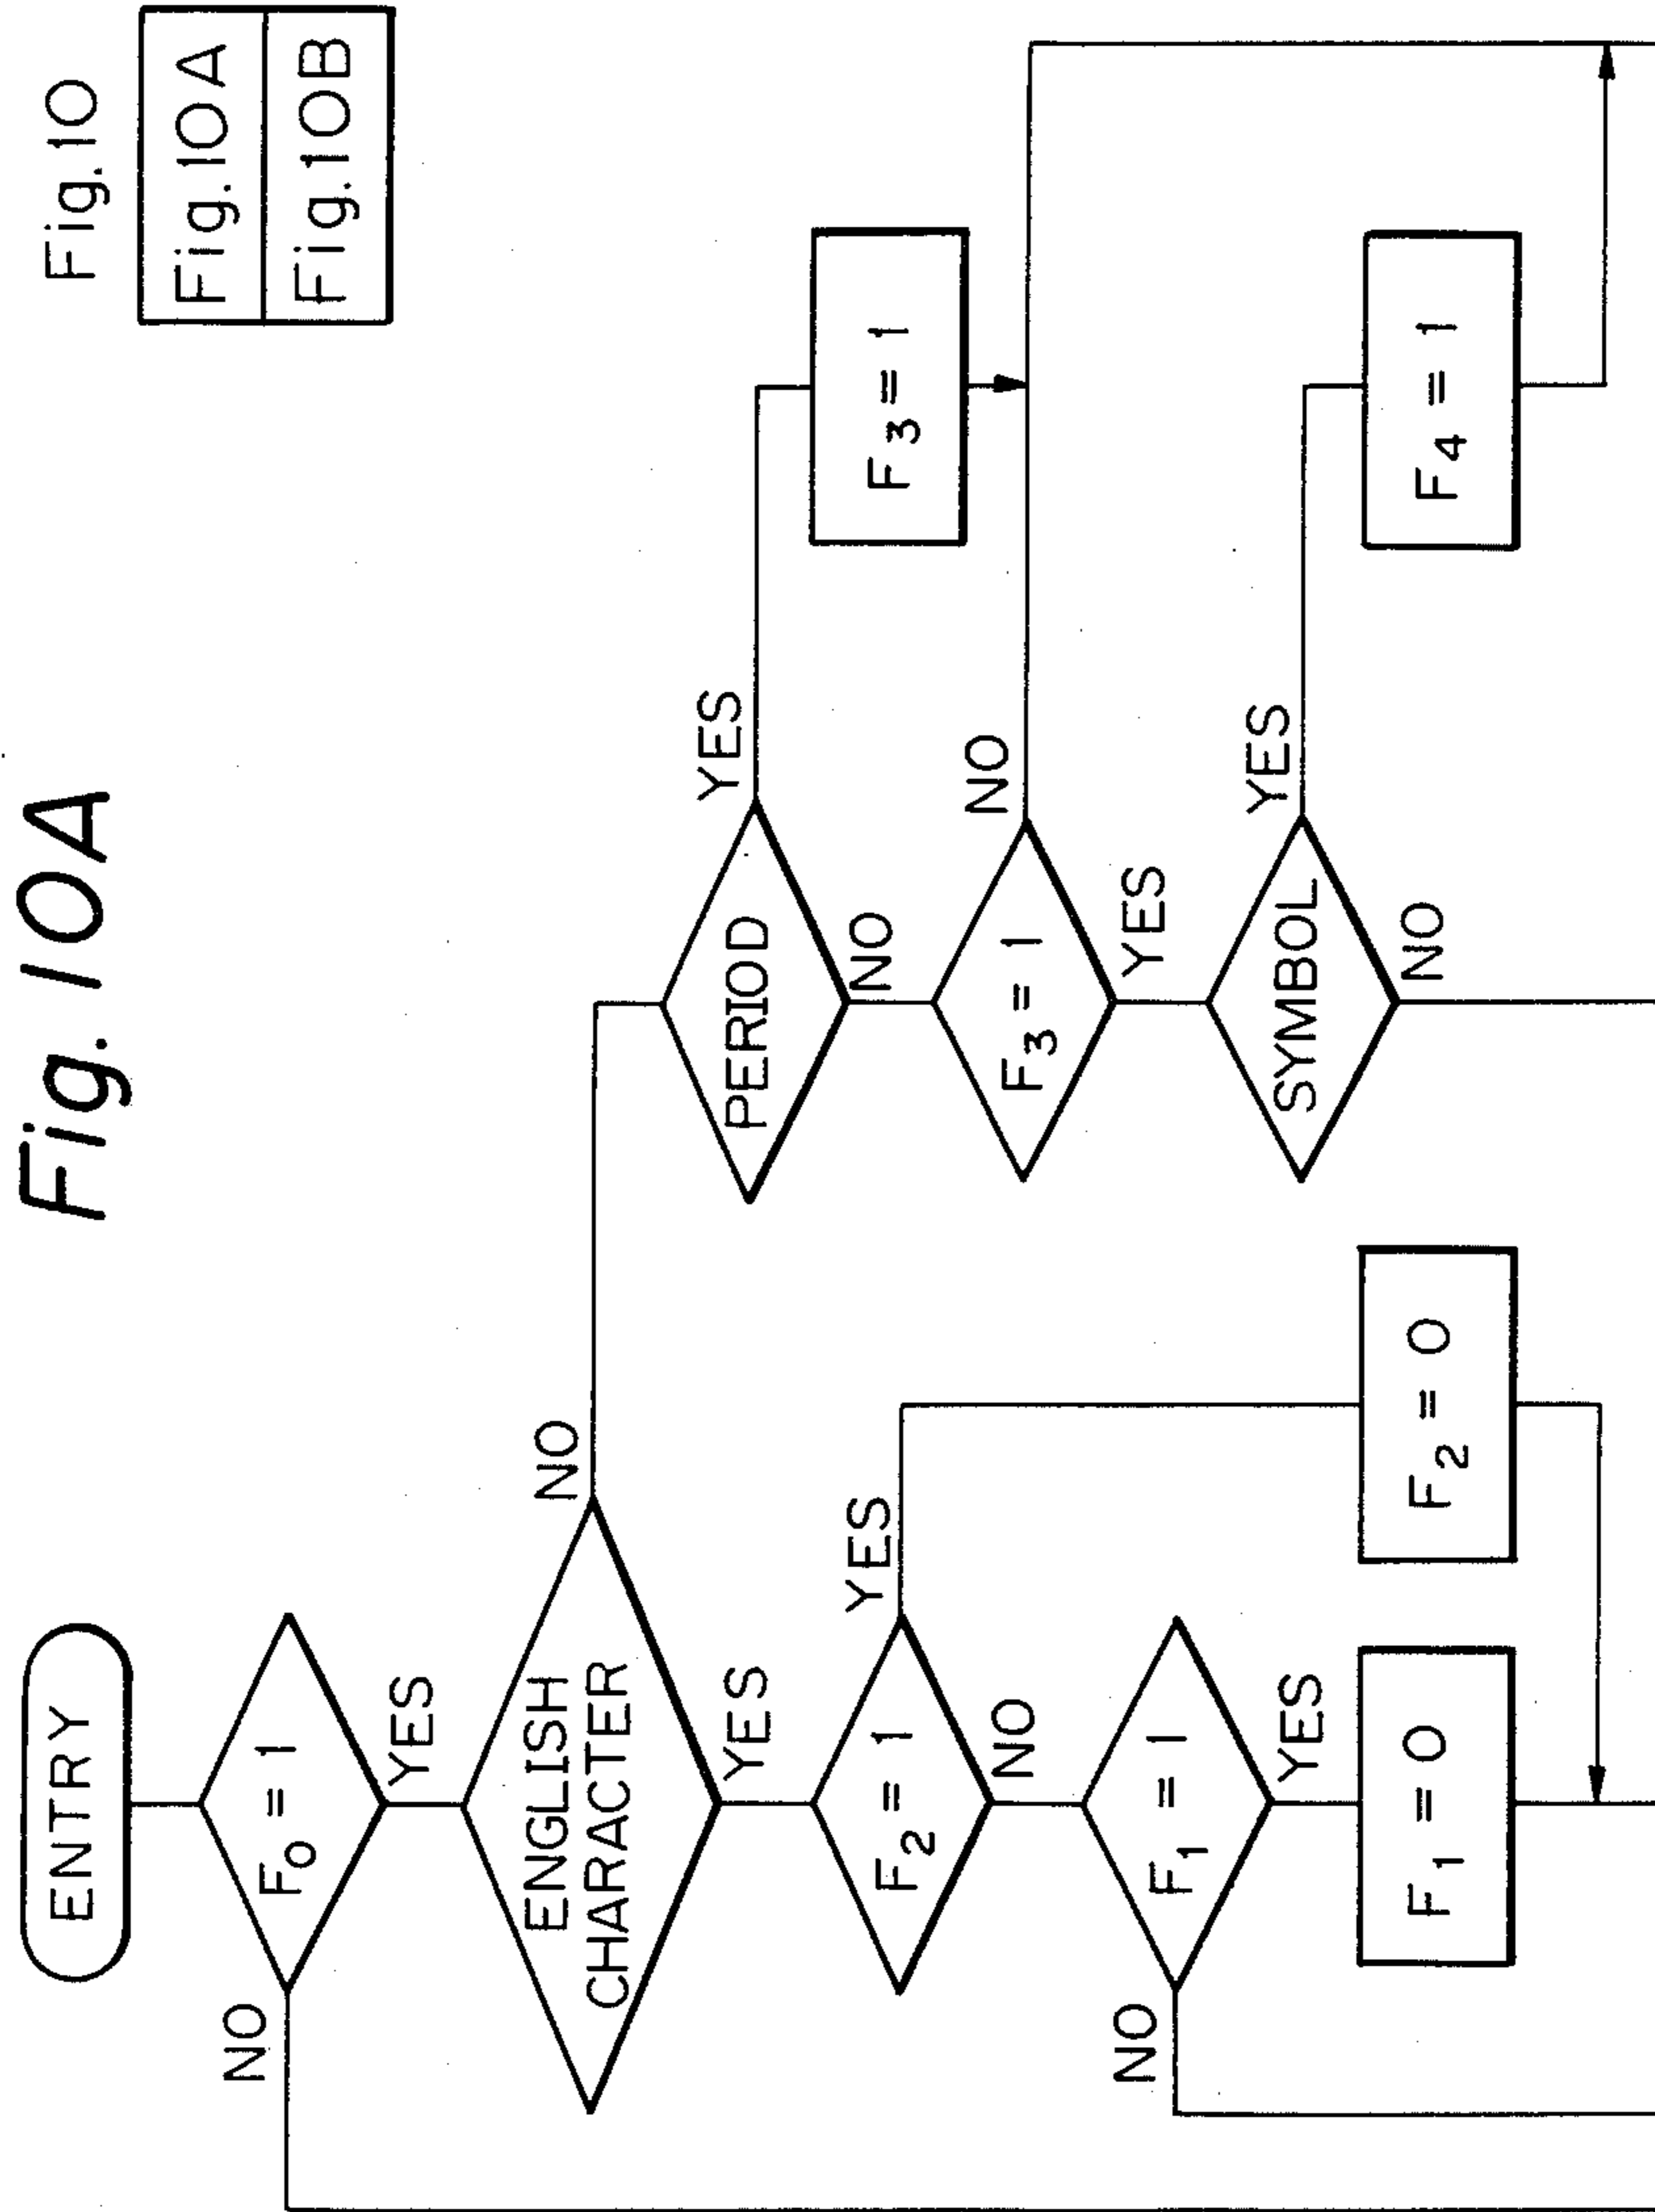 Fig. 10A
Fig.10
Fig.10A
Fig.10B
ENTRY
F0 = 1
NO
YES
ENGLISH
CHARACTER
NO
YES
F2 = 1
YES
NO
F1 = 1
NO
YES
F1 = 0
F2 = 0
PERIOD
YES
NO
F3 = 1
F3 = 1
NO
YES
SYMBOL
YES
NO
F4 = 1